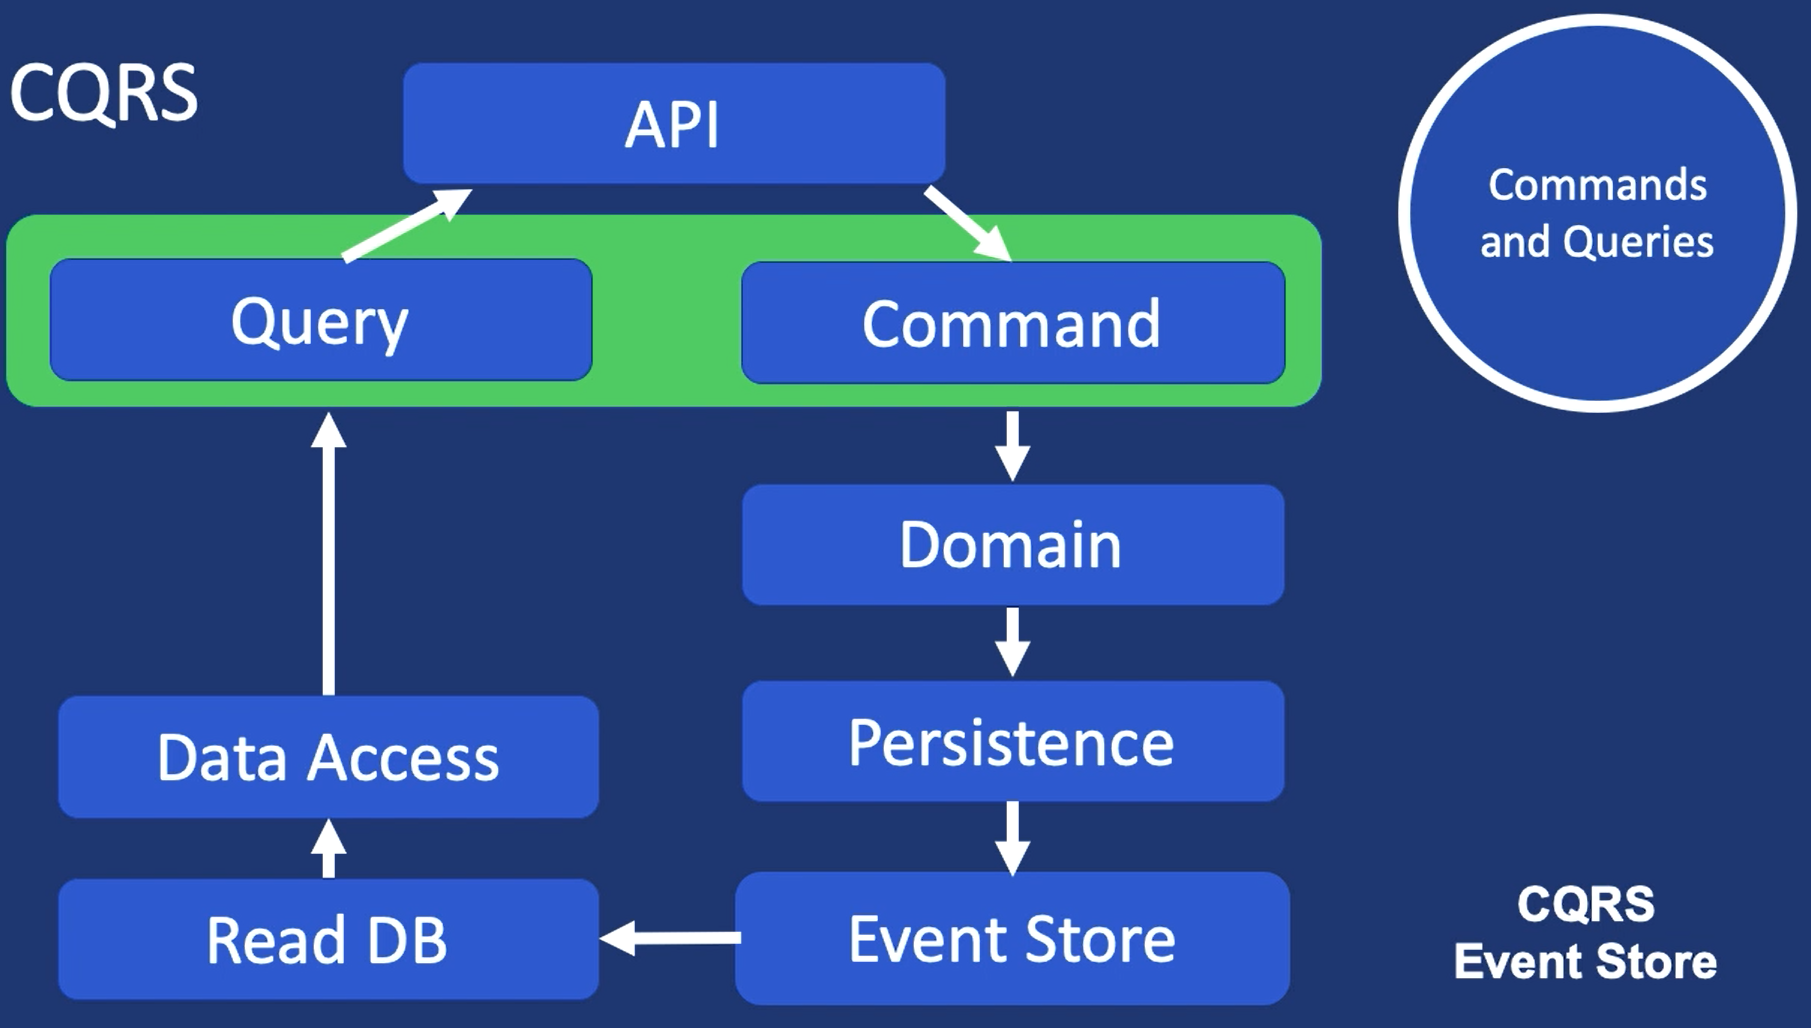 CQRS
API
Commands
and Queries
Query
Command
Domain
Data Access
Persistence
Read DB
Event Store
CQRS
Event Store